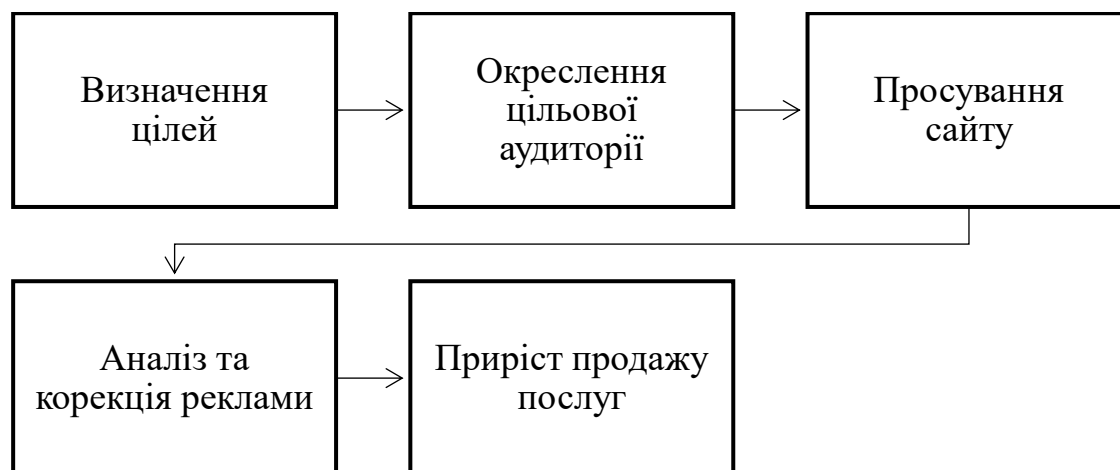 Визначення
цілей
Окреслення
цільової
аудиторії
Просування
сайту
Аналіз та
корекція реклами
Приріст продажу
послуг